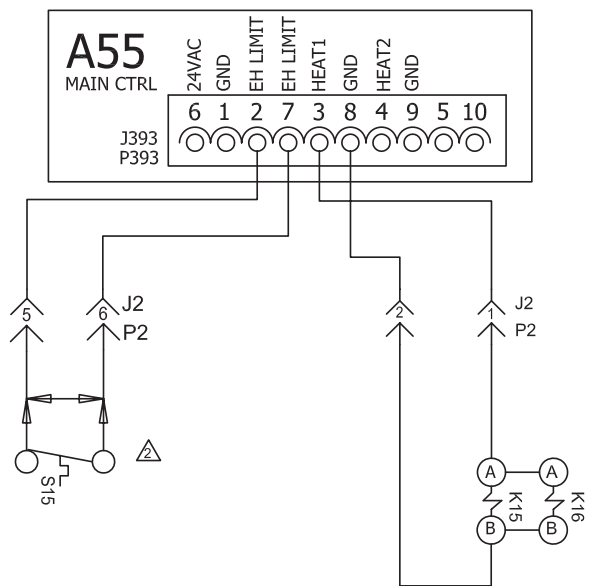 A55
MAIN CTRL
24VAC
GND
EH LIMIT
EH LIMIT
HEAT1
GND
HEAT2
GND
6 1 2 7 3 8 4 9 5 10
J393
P393
5 6 J2
P2
2 1 J2
P2
2
S15
A A
K15 K16
B B